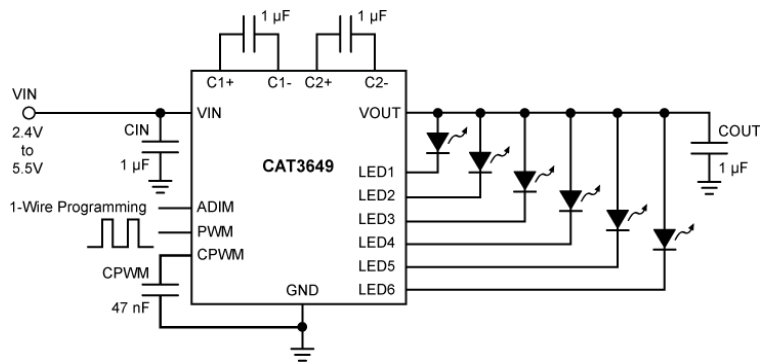 1 µF
1 µF
C1+ C1- C2+ C2-
VIN
2.4V
to
5.5V
CIN
1 µF
VIN
VOUT
CAT3649
COUT
1 µF
LED1
LED2
LED3
LED4
LED5
LED6
1-Wire Programming
ADIM
PWM
CPWM
CPWM
47 nF
GND